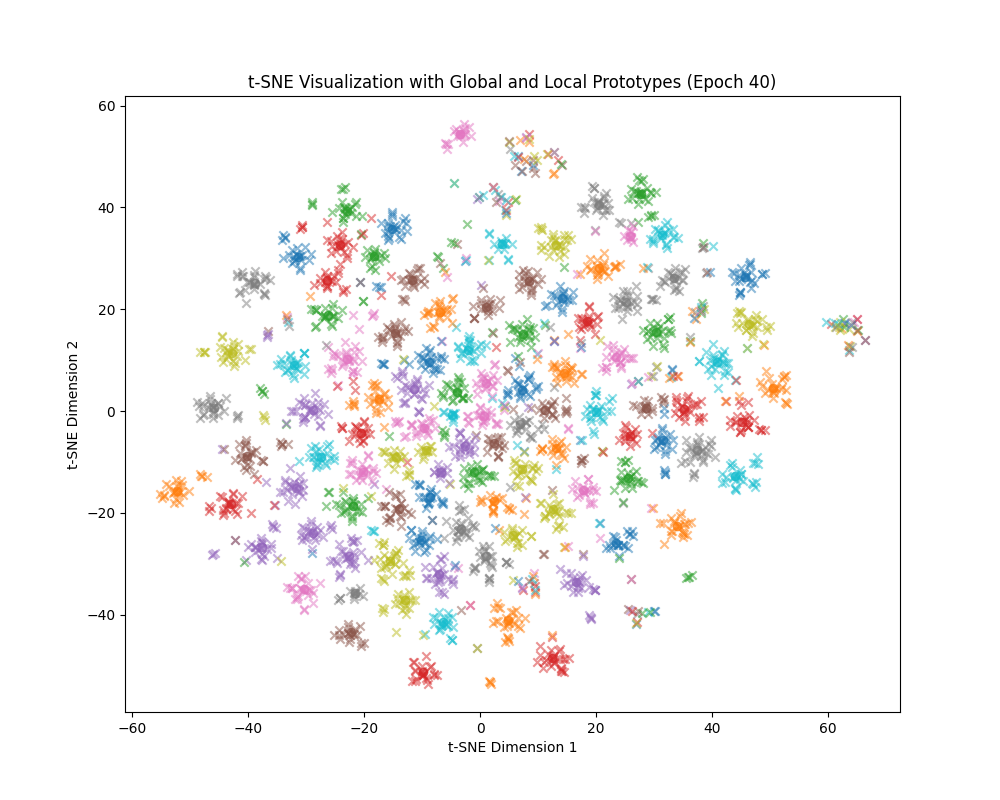 t-SNE Visualization with Global and Local Prototypes (Epoch 40)
60
40
20
0
−20
−40
t-SNE Dimension 2
−60 −40 −20 0 20 40 60
t-SNE Dimension 1